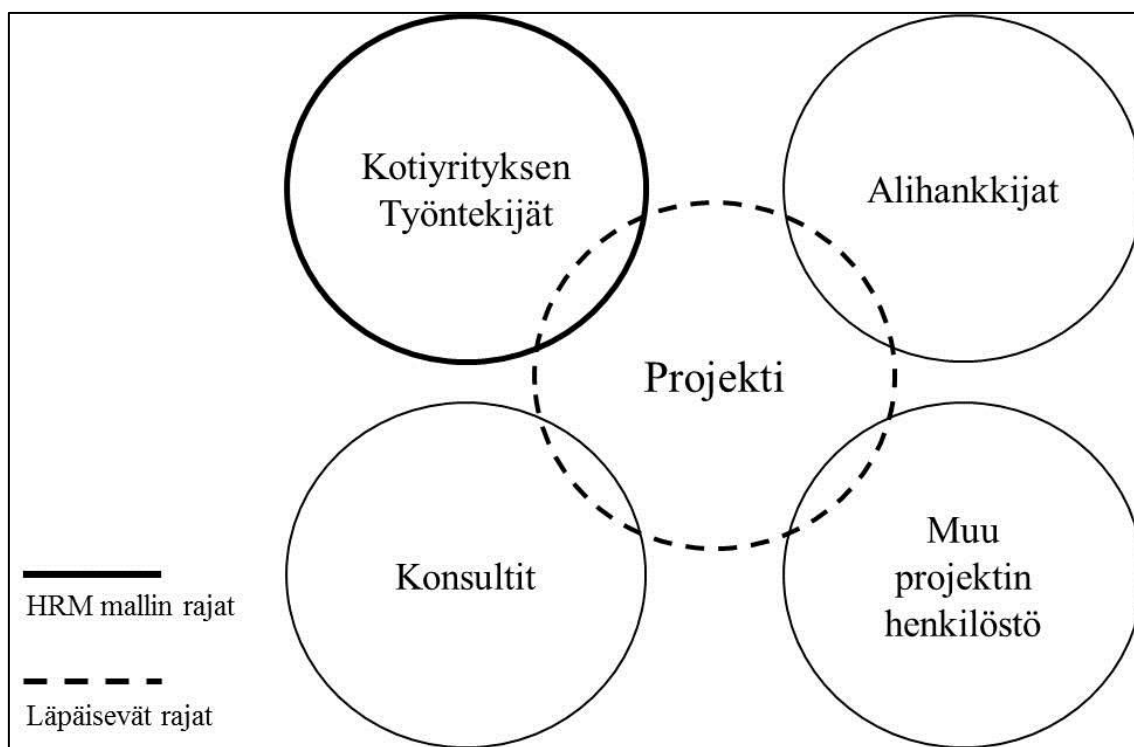 Kotiyrityksen
Työntekijät
Alihankkijat
Projekti
Konsultit
Muu
projektin
henkilöstö
HRM mallin rajat
Läpäisevät rajat